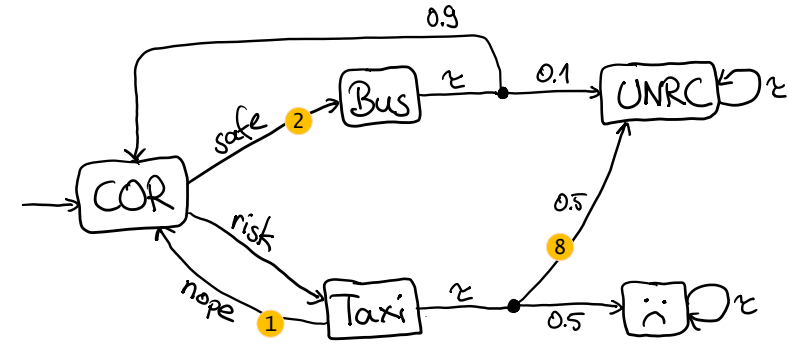 0.9
Bus
τ
0.1
UNRC
τ
safe
2
COR
risk
0.5
8
nope
1
Taxi
τ
0.5
τ